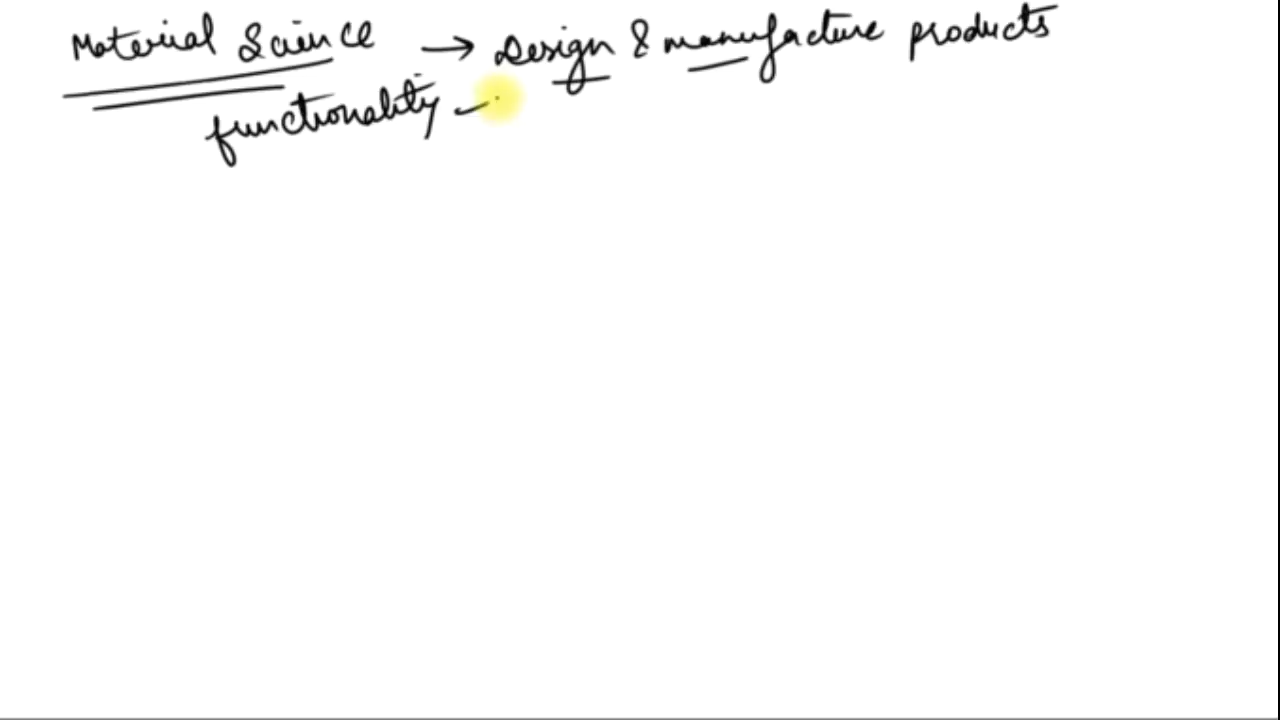 Material Science → Design & manufacture products
functionality -